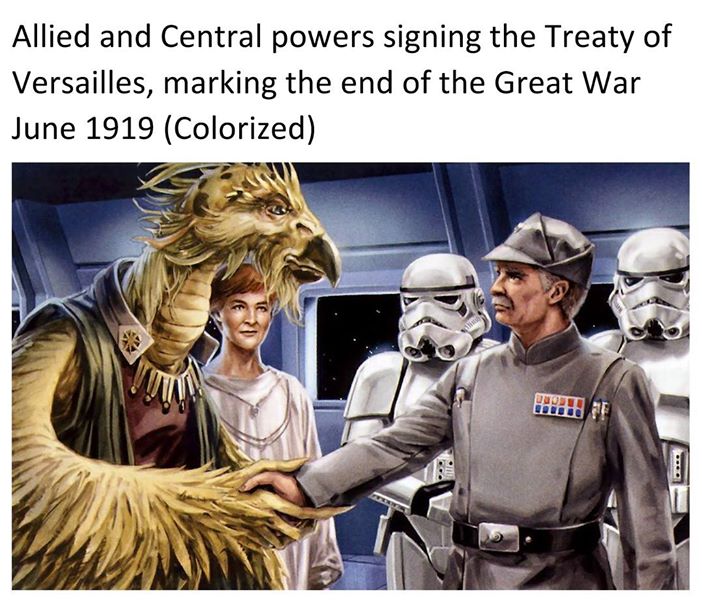 Allied and Central powers signing the Treaty of
Versailles, marking the end of the Great War
June 1919 (Colorized)